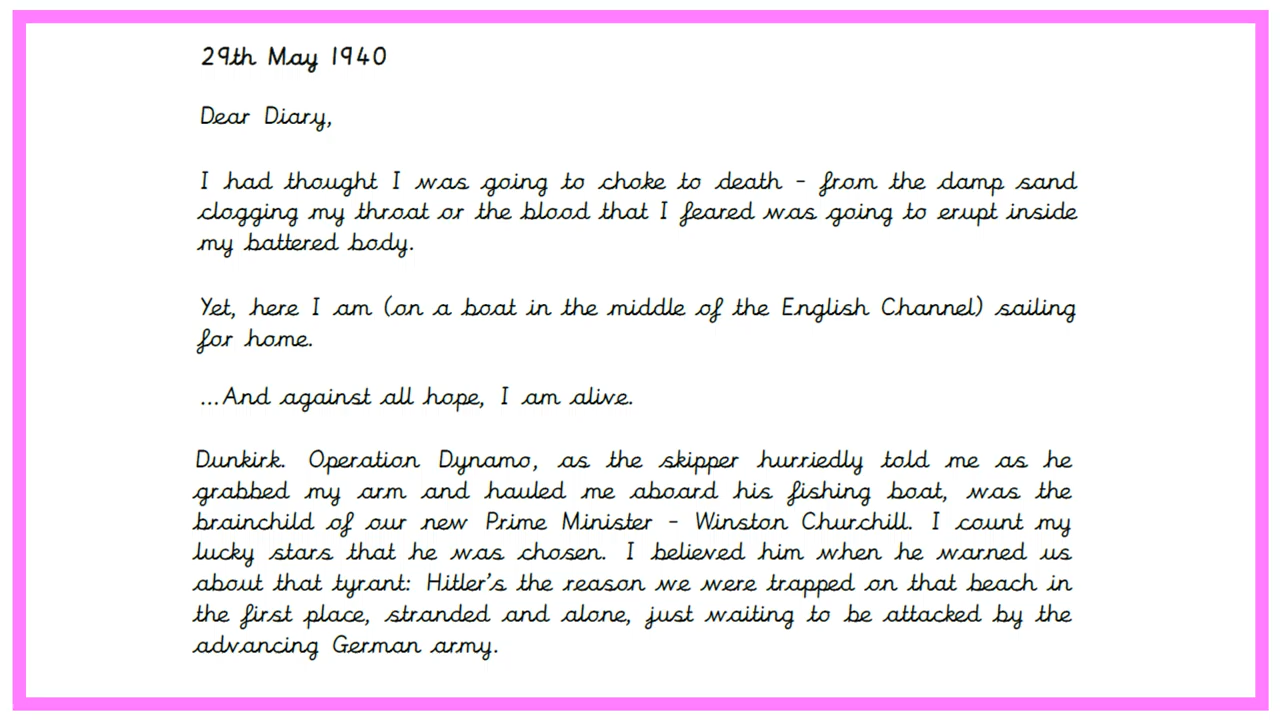 29th May 1940
Dear Diary,
I had thought I was going to choke to death - from the damp sand
clogging my throat or the blood that I feared was going to erupt inside
my battered body.
Yet, here I am (on a boat in the middle of the English Channel) sailing
for home.
...And against all hope, I am alive.
Dunkirk. Operation Dynamo, as the skipper hurriedly told me as he
grabbed my arm and hauled me aboard his fishing boat, was the
brainchild of our new Prime Minister - Winston Churchill. I count my
lucky stars that he was chosen. I believed him when he warned us
about that tyrant: Hitler's the reason we were trapped on that beach in
the first place, stranded and alone, just waiting to be attacked by the
advancing German army.